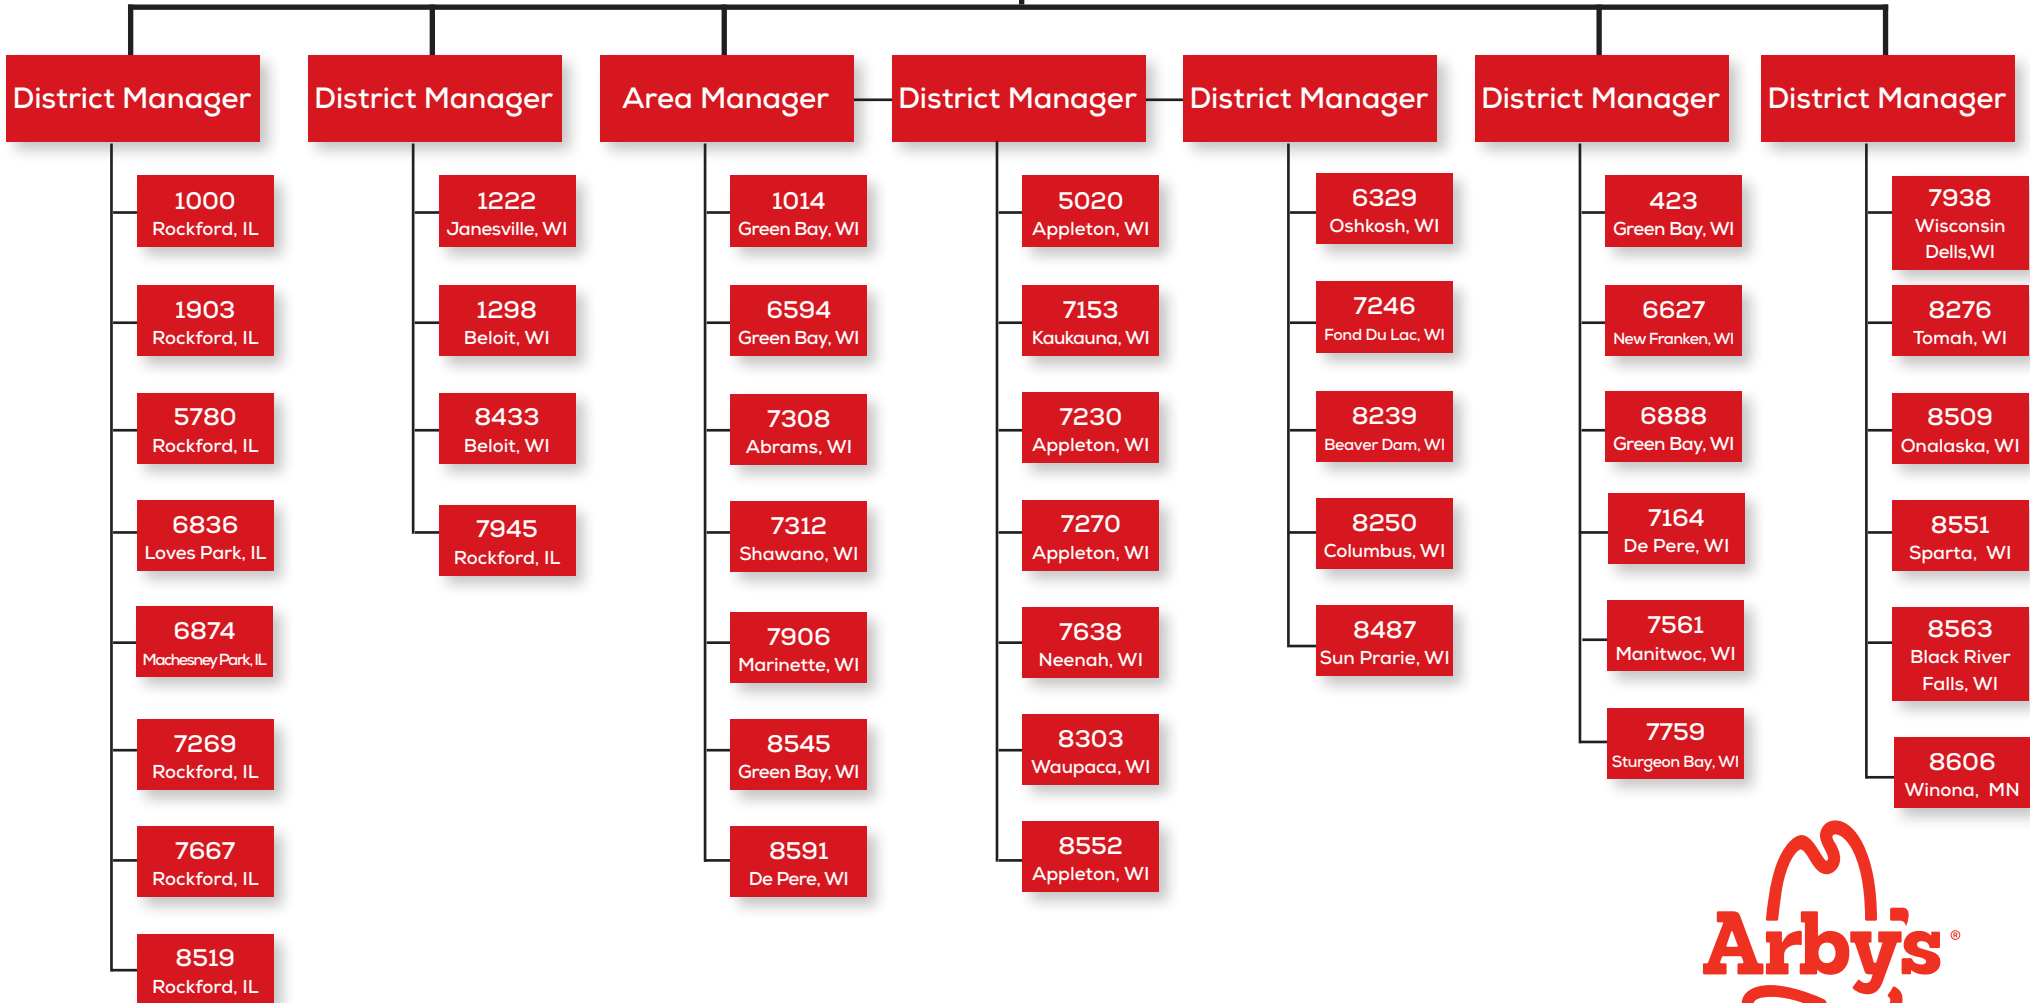 District Manager
1000
Rockford, IL
1903
Rockford, IL
5780
Rockford, IL
6836
Loves Park, IL
6874
Machesney Park, IL
7269
Rockford, IL
7667
Rockford, IL
8519
Rockford, IL
District Manager
1222
Janesville, WI
1298
Beloit, WI
8433
Beloit, WI
7945
Rockford, IL
Area Manager
1014
Green Bay, WI
6594
Green Bay, WI
7308
Abrams, WI
7312
Shawano, WI
7906
Marinette, WI
8545
Green Bay, WI
8591
De Pere, WI
District Manager
5020
Appleton, WI
7153
Kaukauna, WI
7230
Appleton, WI
7270
Appleton, WI
7638
Neenah, WI
8303
Waupaca, WI
8552
Appleton, WI
District Manager
6329
Oshkosh, WI
7246
Fond Du Lac, WI
8239
Beaver Dam, WI
8250
Columbus, WI
8487
Sun Prarie, WI
District Manager
423
Green Bay, WI
6627
New Franken, WI
6888
Green Bay, WI
7164
De Pere, WI
7561
Manitwoc, WI
7759
Sturgeon Bay, WI
District Manager
7938
Wisconsin
Dells,WI
8276
Tomah, WI
8509
Onalaska, WI
8551
Sparta, WI
8563
Black River
Falls, WI
8606
Winona, MN
Arby's ®